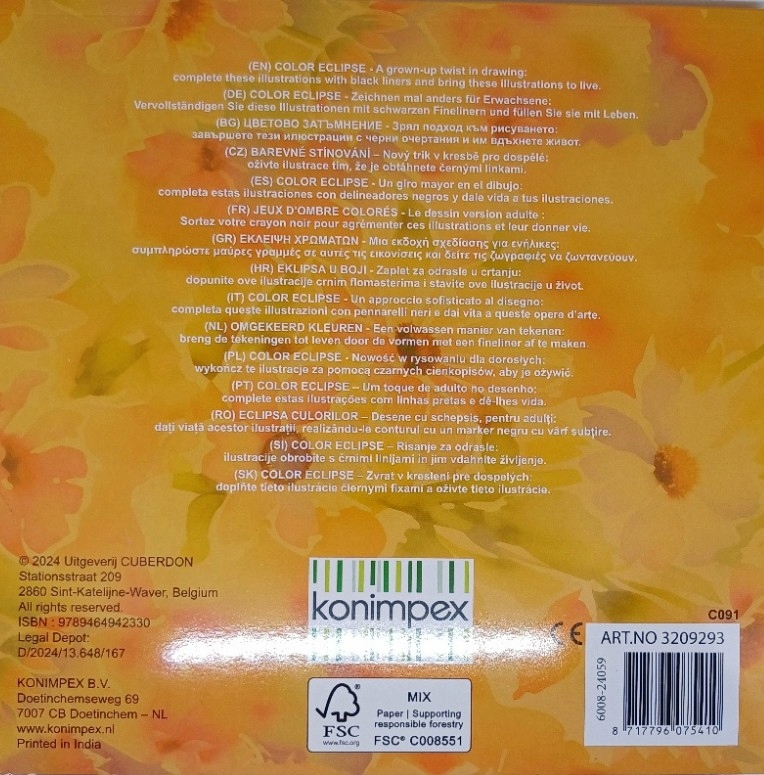 (EN) COLOR ECLIPSE - A grown-up twist in drawing:
complete these illustrations with black liners and bring these illustrations to live.
(DE) COLOR ECLIPSE - Zeichnen mal anders für Erwachsene:
Vervollständigen Sie diese Illustrationen mit schwarzen Finelinern und füllen Sie sie mit Leben.
(BG) ЦВЕТОВО ЗАТЪМНЕНИЕ - Зрял подход към рисуването:
завършете тези илюстрации с черни очертания и им вдъхнете живот.
(CZ) BAREVNÉ STÍNOVÁNÍ – Nový trik v kresbě pro dospělé:
oživte ilustrace tím, že je obtáhnete černými linkami.
(ES) COLOR ECLIPSE - Un giro mayor en el dibujo:
completa estas ilustraciones con delineadores negros y dale vida a tus ilustraciones.
(FR) JEUX D'OMBRE COLORÉS - Le dessin version adulte :
Sortez votre crayon noir pour agrémenter ces illustrations et leur donner vie.
(GR) ΕΚΛΕΙΨΗ ΧΡΩΜΑΤΩΝ - Μια εκδοχή σχεδίασης για ενήλικες:
συμπληρώστε μαύρες γραμμές σε αυτές τις εικονίσεις και δείτε τις ζωγραφιές να ζωντανεύουν.
(HR) EKLIPSA U BOJI - Zaplet za odrasle u crtanju:
dopunite ove ilustracije crnim flomasterima i stavite ove ilustracije u život.
(IT) COLOR ECLIPSE - Un approccio sofisticato al disegno:
completa queste illustrazioni con pennarelli neri e dai vita a queste opere d'arte.
(NL) OMGEKEERD KLEUREN - Een volwassen manier van tekenen:
breng de tekeningen tot leven door de vormen met een fineliner af te maken.
(PL) COLOR ECLIPSE - Nowość w rysowaniu dla dorosłych:
wykończ te ilustracje za pomocą czarnych cienkopisów, aby je ożywić.
(PT) COLOR ECLIPSE – Um toque de adulto no desenho:
complete estas ilustrações com linhas pretas e dê-lhes vida.
(RO) ECLIPSA CULORILOR – Desene cu schepsis, pentru adulți:
dați viață acestor ilustrații, realizându-le conturul cu un marker negru cu vârf subțire.
(SI) COLOR ECLIPSE – Risanje za odrasle:
ilustracije obrobite s črnimi linijami in jim vdahnite življenje.
(SK) COLOR ECLIPSE – Zvrat v kreslení pre dospelých:
doplňte tieto ilustrácie čiernymi fixami a oživte tieto ilustrácie.
© 2024 Uitgeverij CUBERDON
Stationsstraat 209
2860 Sint-Katelijne-Waver, Belgium
All rights reserved.
ISBN : 9789464942330
Legal Depot:
D/2024/13.648/167
KONIMPEX B.V.
Doetinchemseweg 69
7007 CB Doetinchem – NL
www.konimpex.nl
Printed in India
konimpex
FSC
www.fsc.org
MIX
Paper | Supporting
responsible forestry
FSC® C008551
CE
C091
ART.NO 3209293
6008-24059
8 717796 075410